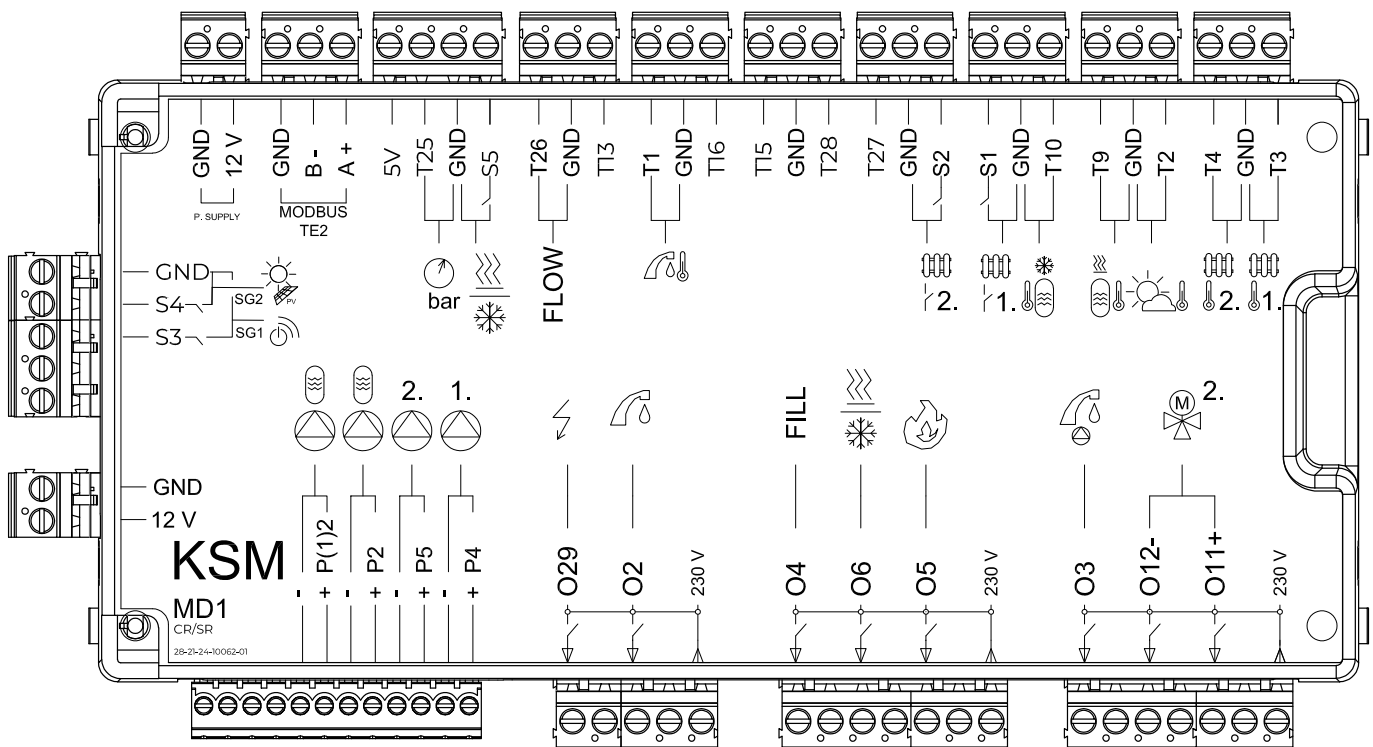 GND 12 V GND B - A + 5V T25 GND S5 T26 GND T13 T1 GND T16 T15 GND T28 T27 GND S2 S1 GND T10 T9 GND T2 T4 GND T3
P. SUPPLY
MODBUS
TE2
GND
S4
S3
SG2
SG1
PV
bar
FLOW
2.
1.
2.
1.
2.
1.
FILL
M
2.
GND
12 V
KSM
MD1
CR/SR
28-21-24-10062-01
- + P(1)2
- + P2
- + P5
- + P4
O29 O2 230 V O4 O6 O5 230 V O3 O12- O11+ 230 V